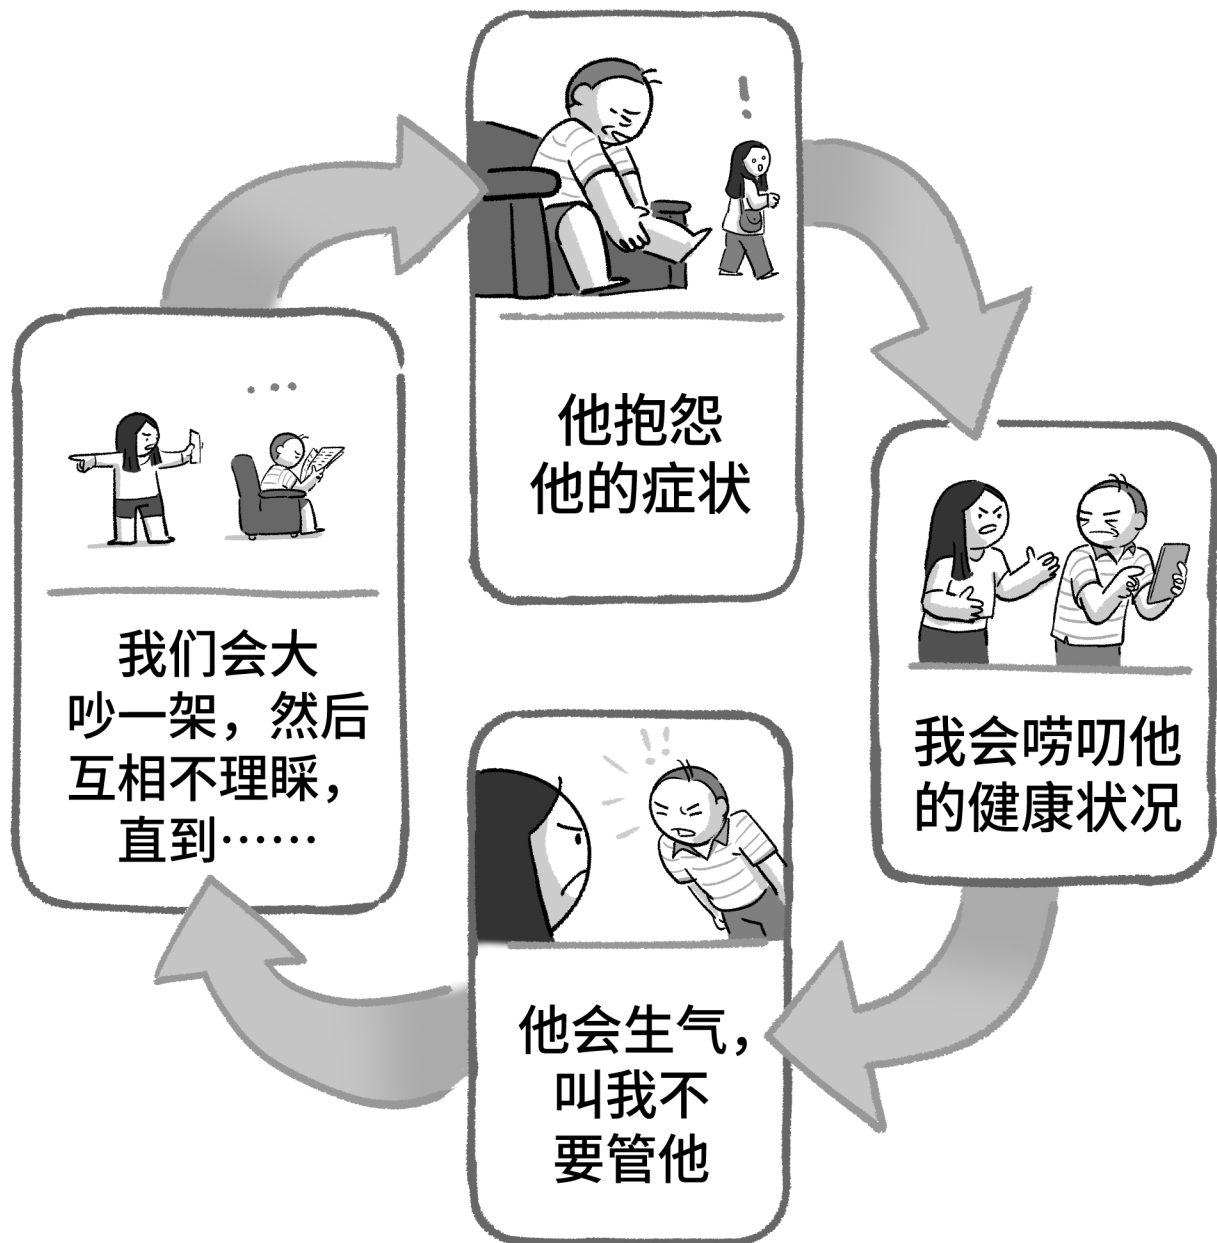 他抱怨
他的症状
我会唠叨他
的健康状况
他会生气，
叫我不
要管他
我们会大
吵一架，然后
互相不理睬，
直到……